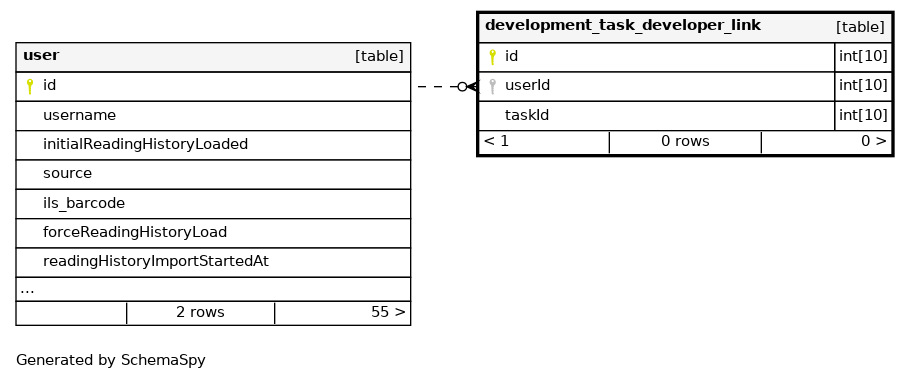 user [table]
id
username
initialReadingHistoryLoaded
source
ils_barcode
forceReadingHistoryLoad
readingHistoryImportStartedAt
...
2 rows 55 >
development_task_developer_link [table]
id int[10]
userId int[10]
taskId int[10]
< 1 0 rows 0 >
Generated by SchemaSpy